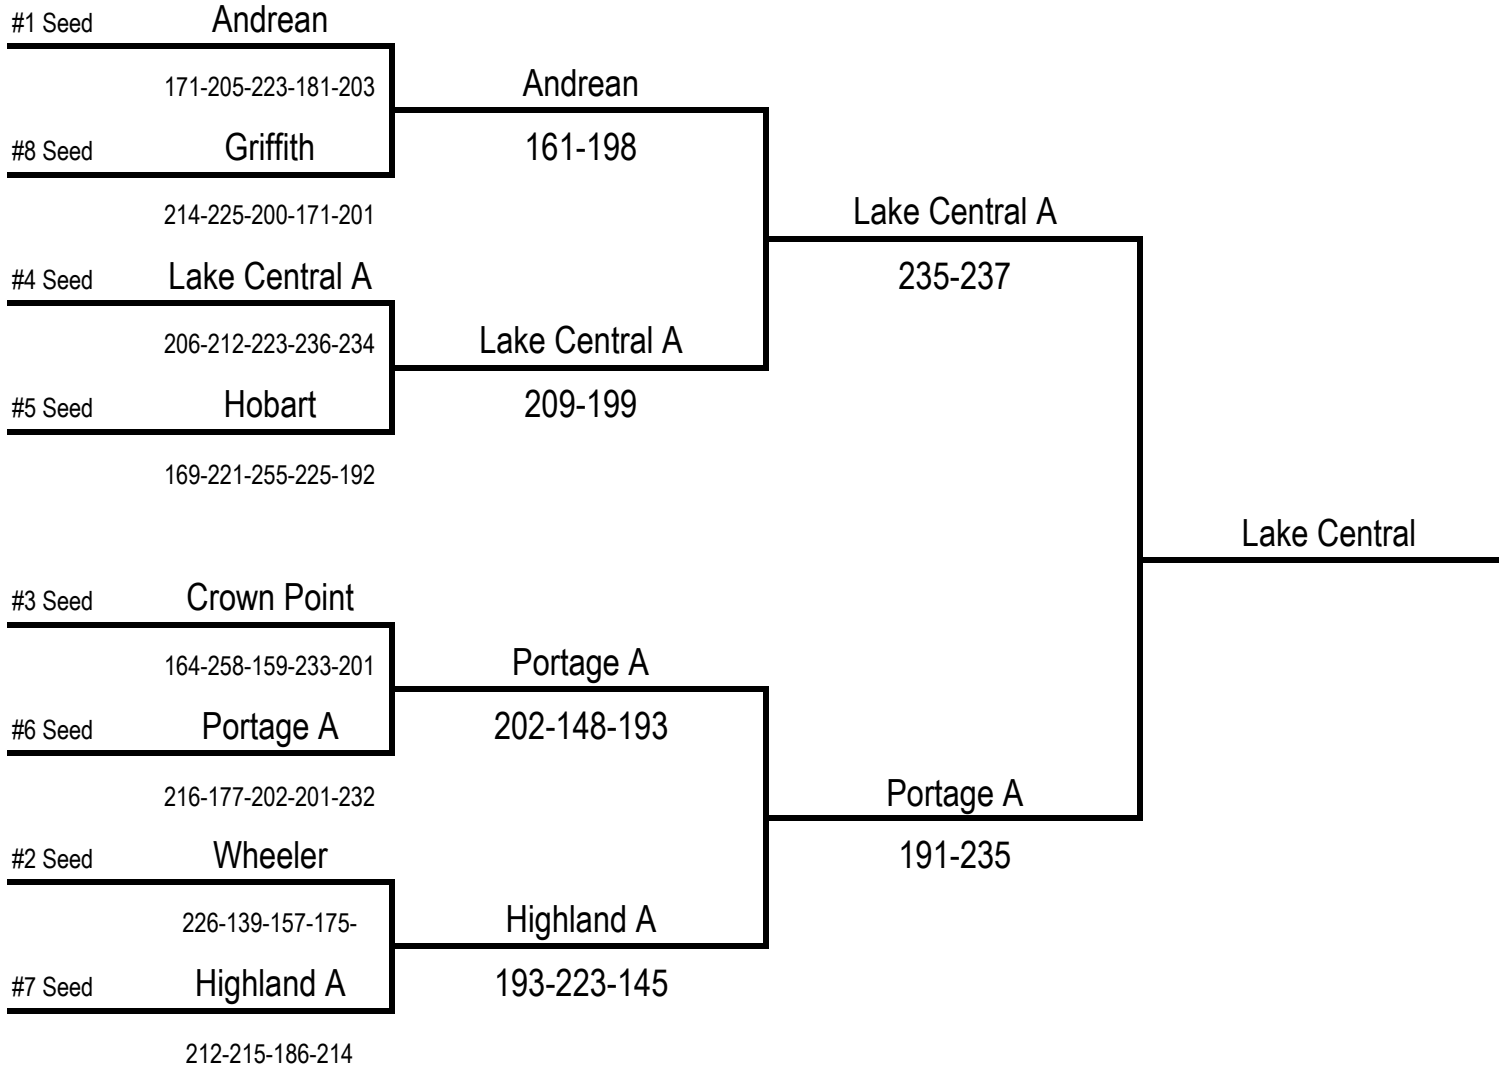 #1 Seed Andrean
171-205-223-181-203
#8 Seed Griffith
214-225-200-171-201
#4 Seed Lake Central A
206-212-223-236-234
#5 Seed Hobart
169-221-255-225-192
#3 Seed Crown Point
164-258-159-233-201
#6 Seed Portage A
216-177-202-201-232
#2 Seed Wheeler
226-139-157-175-
#7 Seed Highland A
212-215-186-214
Andrean
161-198
Lake Central A
209-199
Portage A
202-148-193
Highland A
193-223-145
Lake Central A
235-237
Portage A
191-235
Lake Central